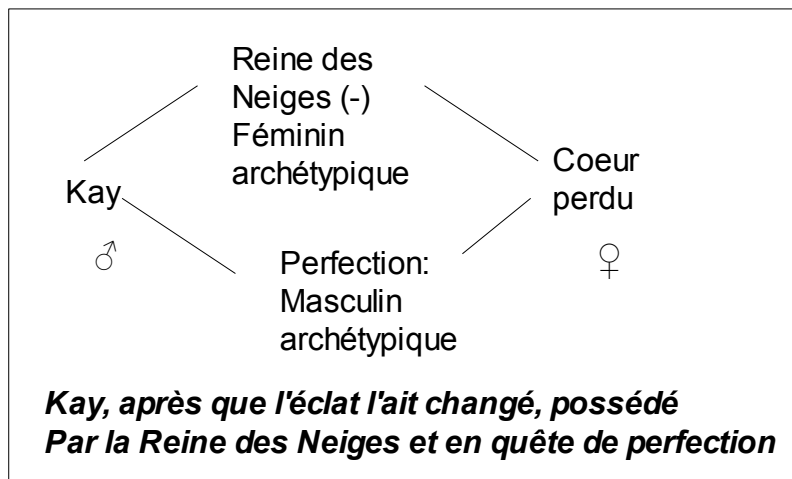 Reine des
Neiges (-)
Féminin
archétypique
Kay
♂
Coeur
perdu
♀
Perfection:
Masculin
archétypique
Kay, après que l'éclat l'ait changé, possédé
Par la Reine des Neiges et en quête de perfection